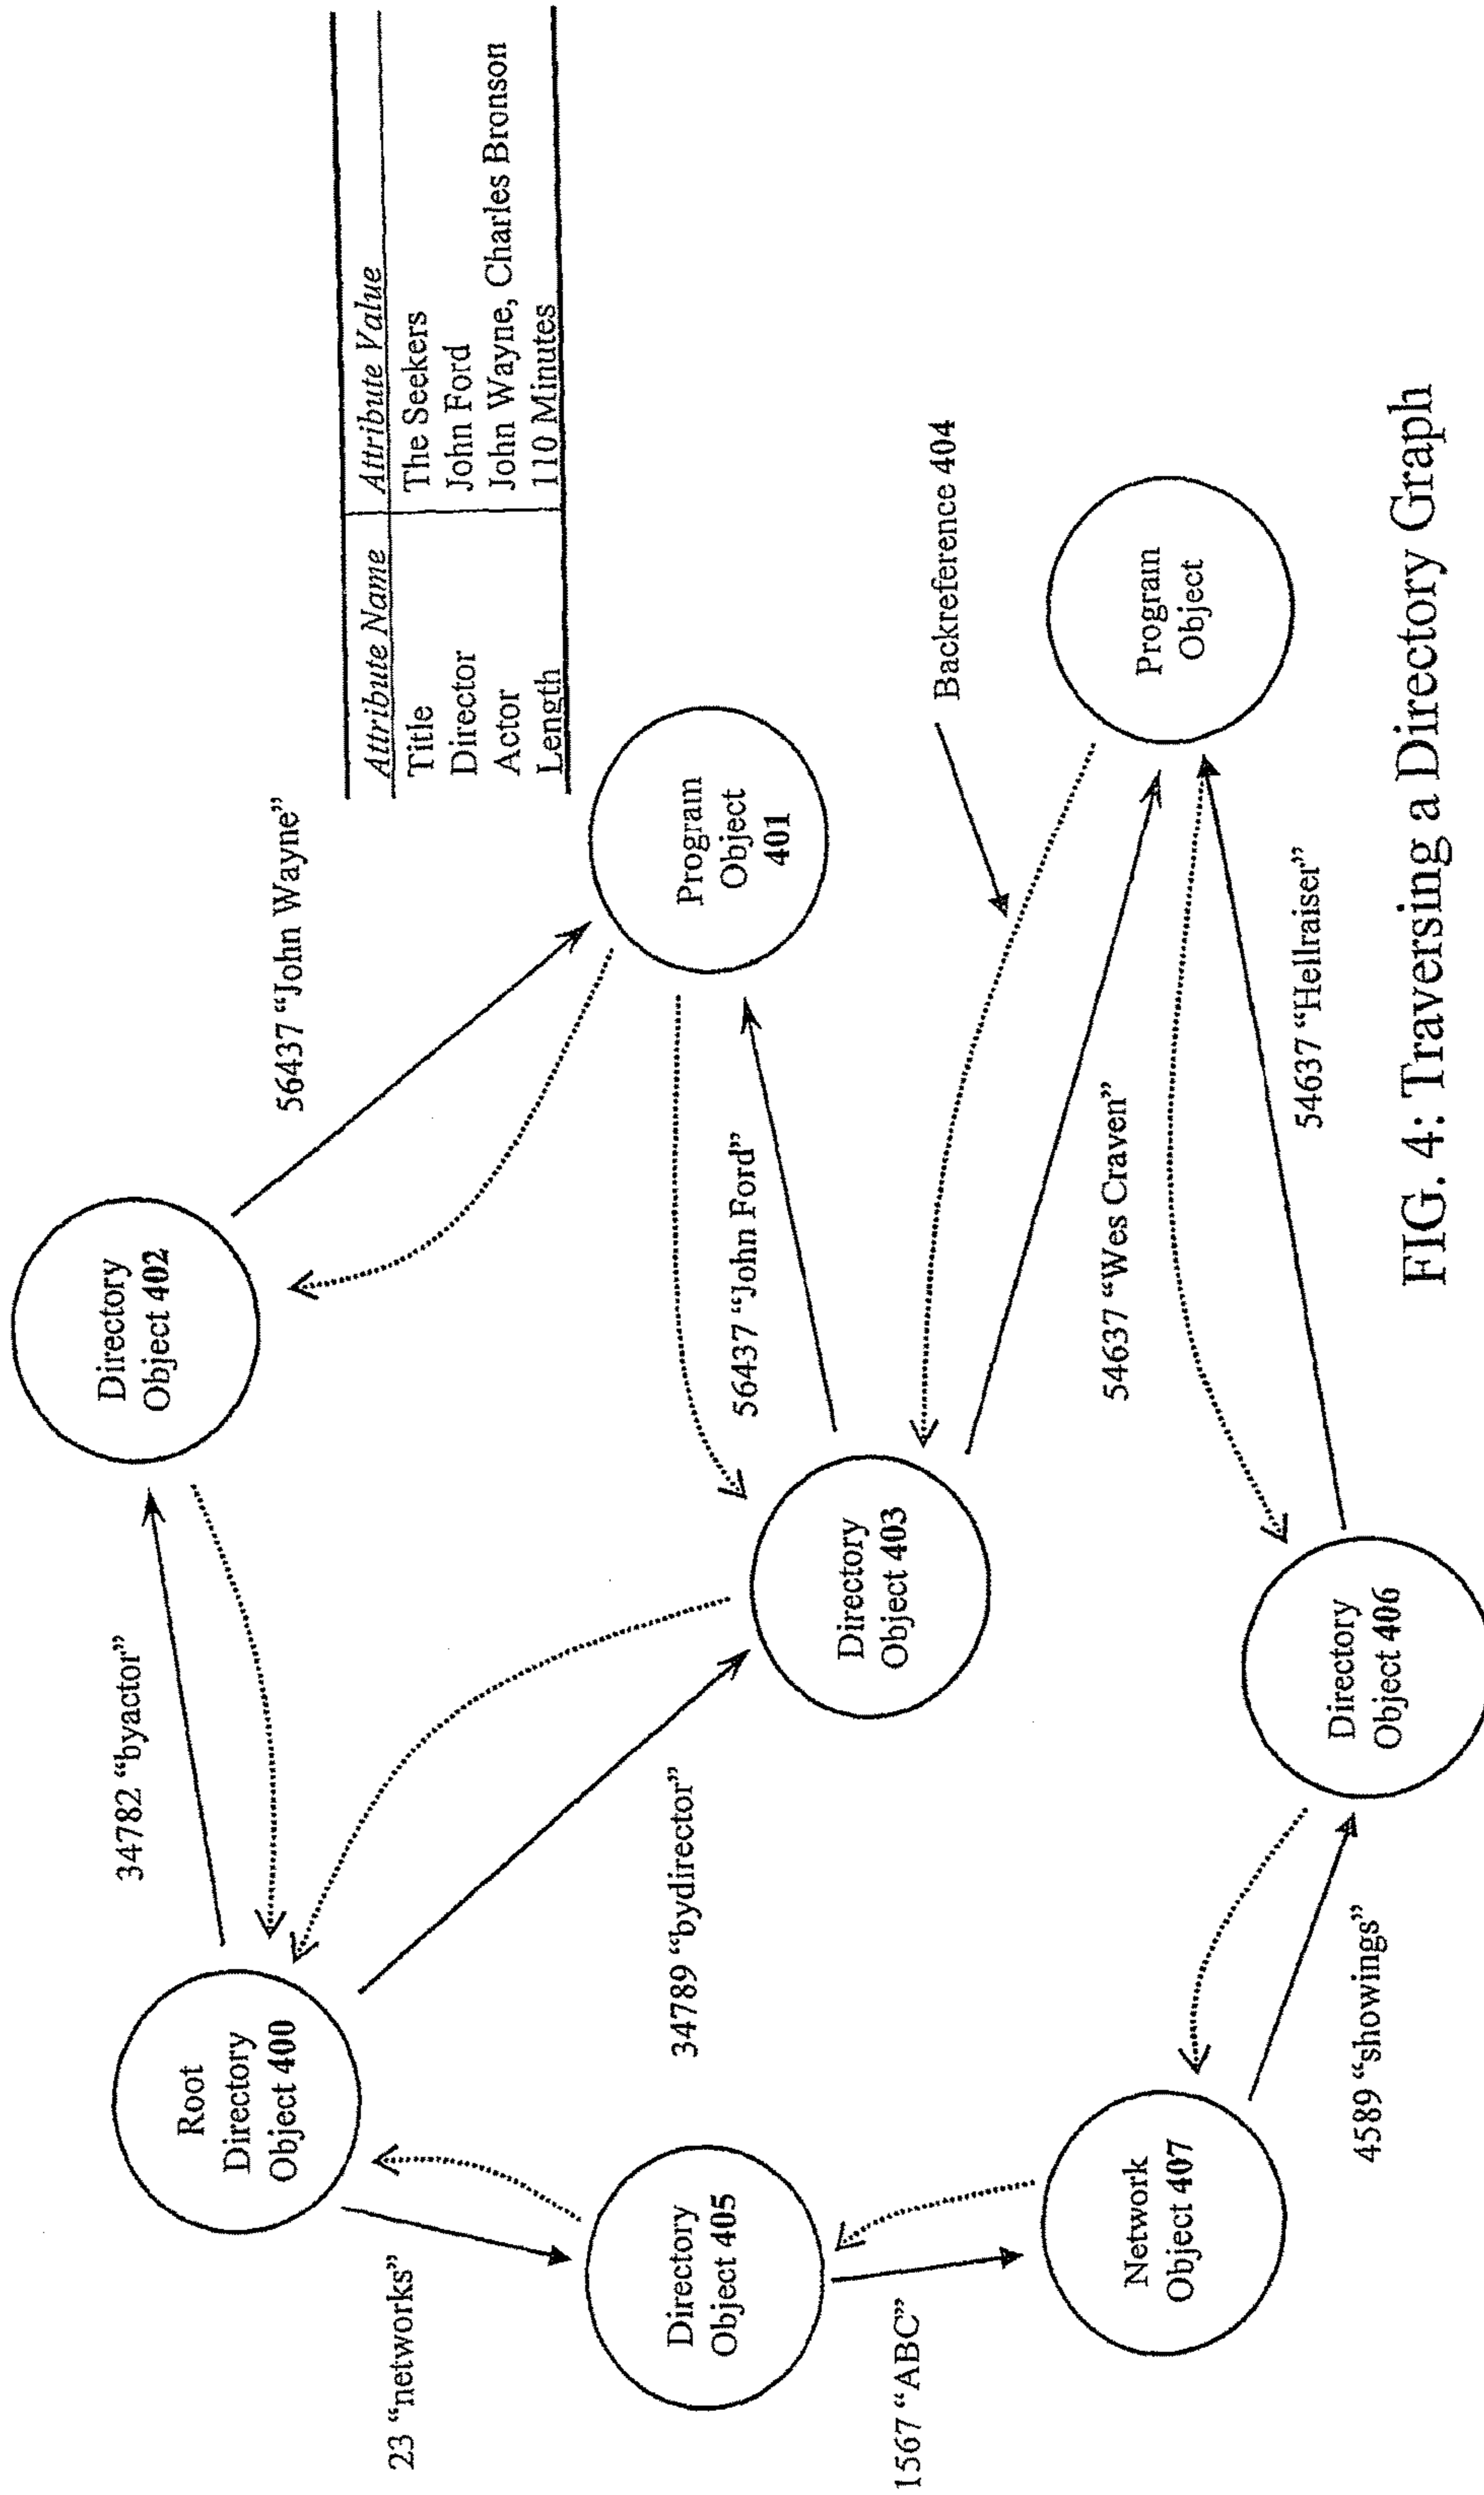 34782 “byactor”
Directory
Object 402
56437 “John Wayne”
Attribute Name Attribute Value
Title The Seekers
Director John Ford
Actor John Wayne, Charles Bronson
Length 110 Minutes
Root
Directory
Object 400
23 “networks”
34789 “bydirector”
Directory
Object 403
56437 “John Ford”
Program
Object
401
Directory
Object 405
1567 “ABC”
54637 “Wes Craven”
Backreference 404
Program
Object
Network
Object 407
4589 “showings”
Directory
Object 406
54637 “Hellraiser”
FIG. 4: Traversing a Directory Graph